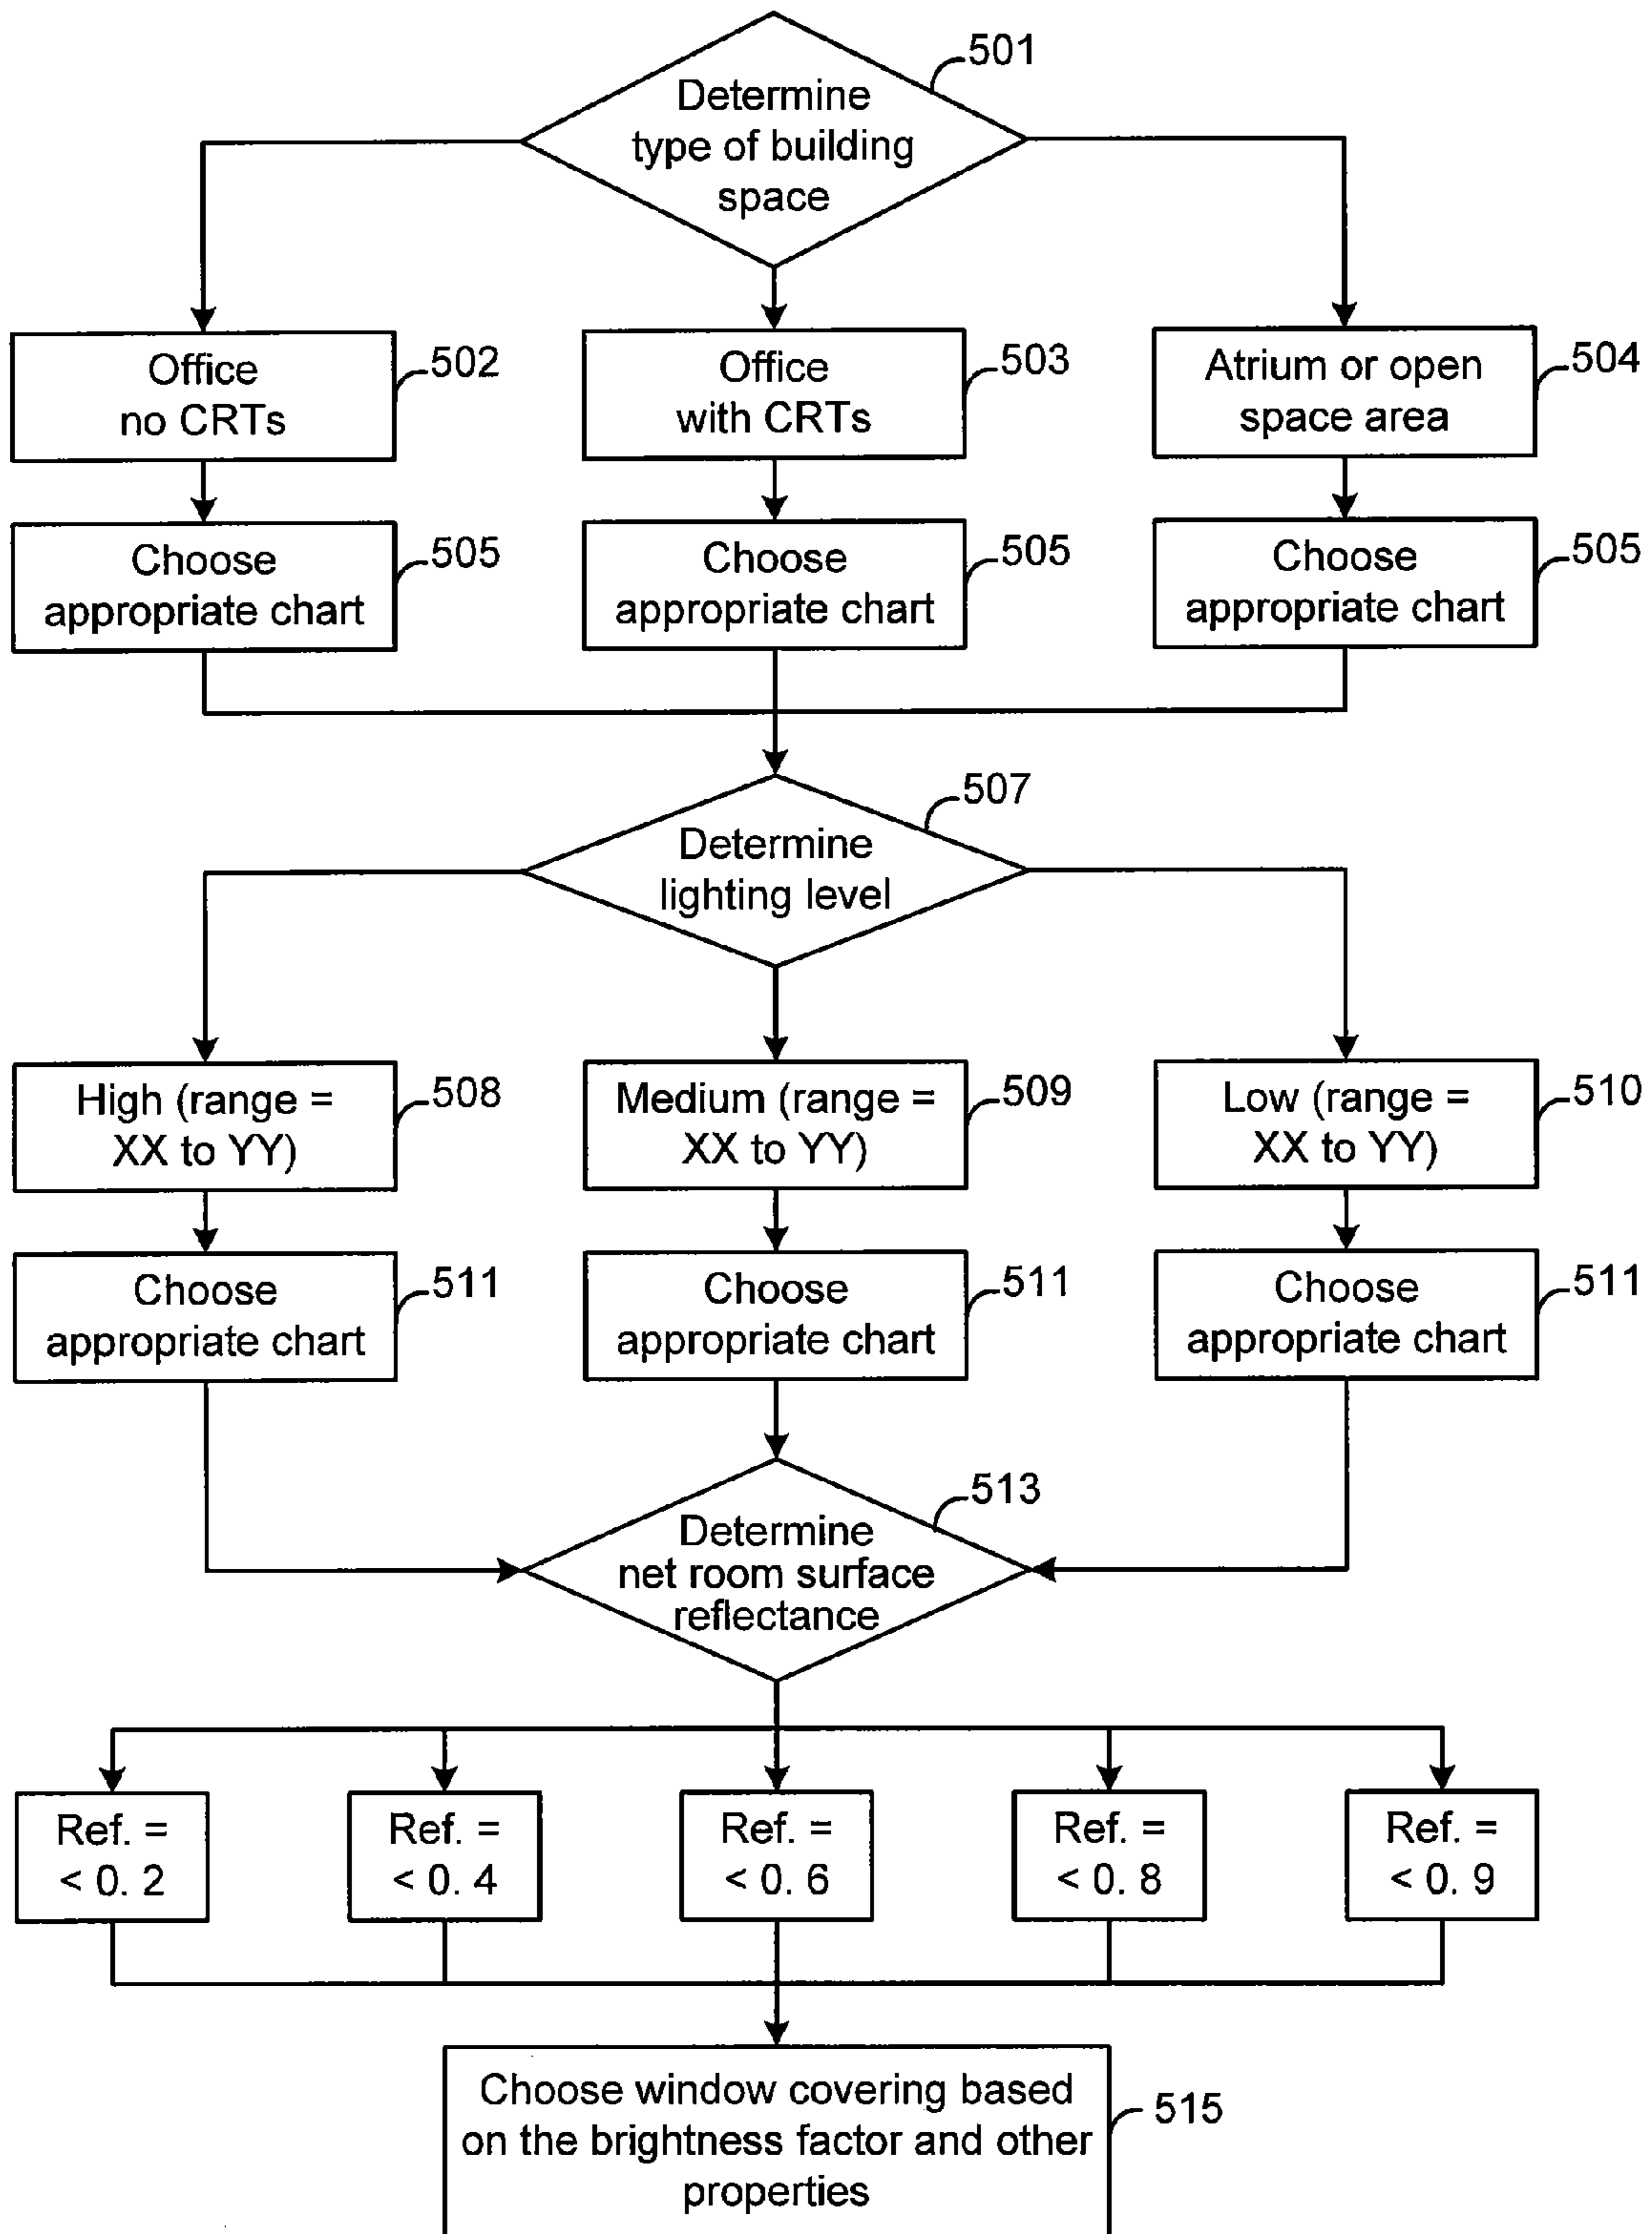 501
Determine
type of building
space
Office
no CRTs
502
Office
with CRTs
503
Atrium or open
space area
504
Choose
appropriate chart
505
Choose
appropriate chart
505
Choose
appropriate chart
505
507
Determine
lighting level
High (range =
XX to YY)
508
Medium (range =
XX to YY)
509
Low (range =
XX to YY)
510
Choose
appropriate chart
511
Choose
appropriate chart
511
Choose
appropriate chart
511
513
Determine
net room surface
reflectance
Ref. =
< 0. 2
Ref. =
< 0. 4
Ref. =
< 0. 6
Ref. =
< 0. 8
Ref. =
< 0. 9
Choose window covering based
on the brightness factor and other
properties
515